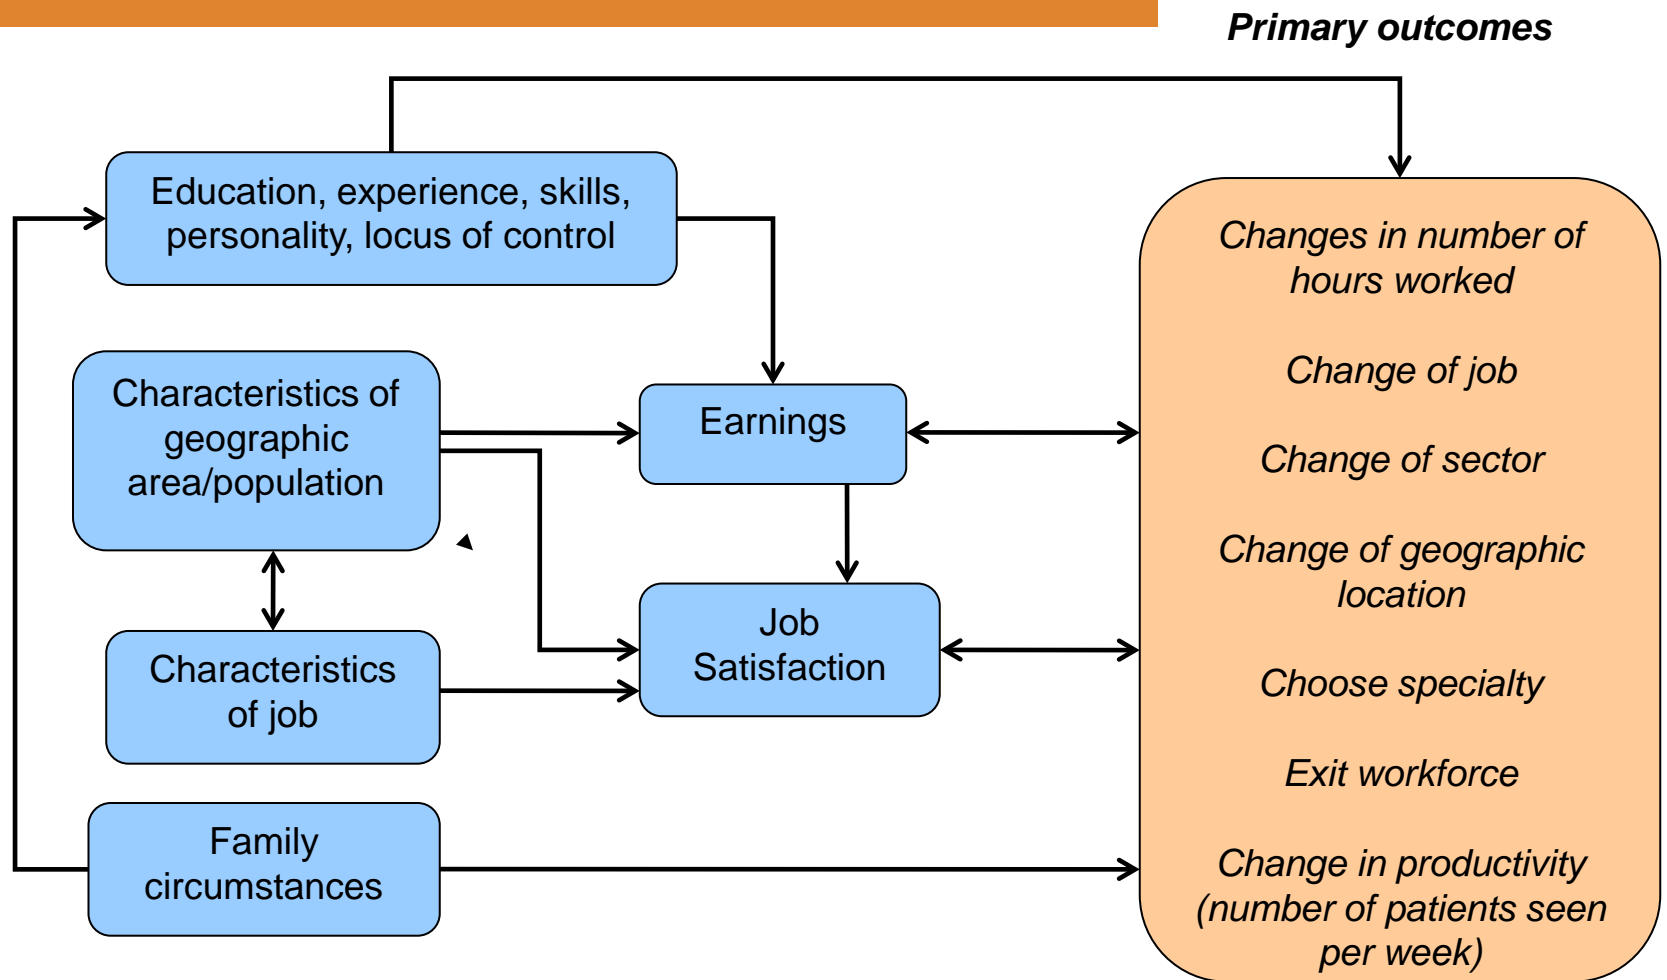 Primary outcomes
Education, experience, skills,
personality, locus of control
Characteristics of
geographic
area/population
Earnings
Job
Satisfaction
Characteristics
of job
Family
circumstances
Changes in number of
hours worked
Change of job
Change of sector
Change of geographic
location
Choose specialty
Exit workforce
Change in productivity
(number of patients seen
per week)